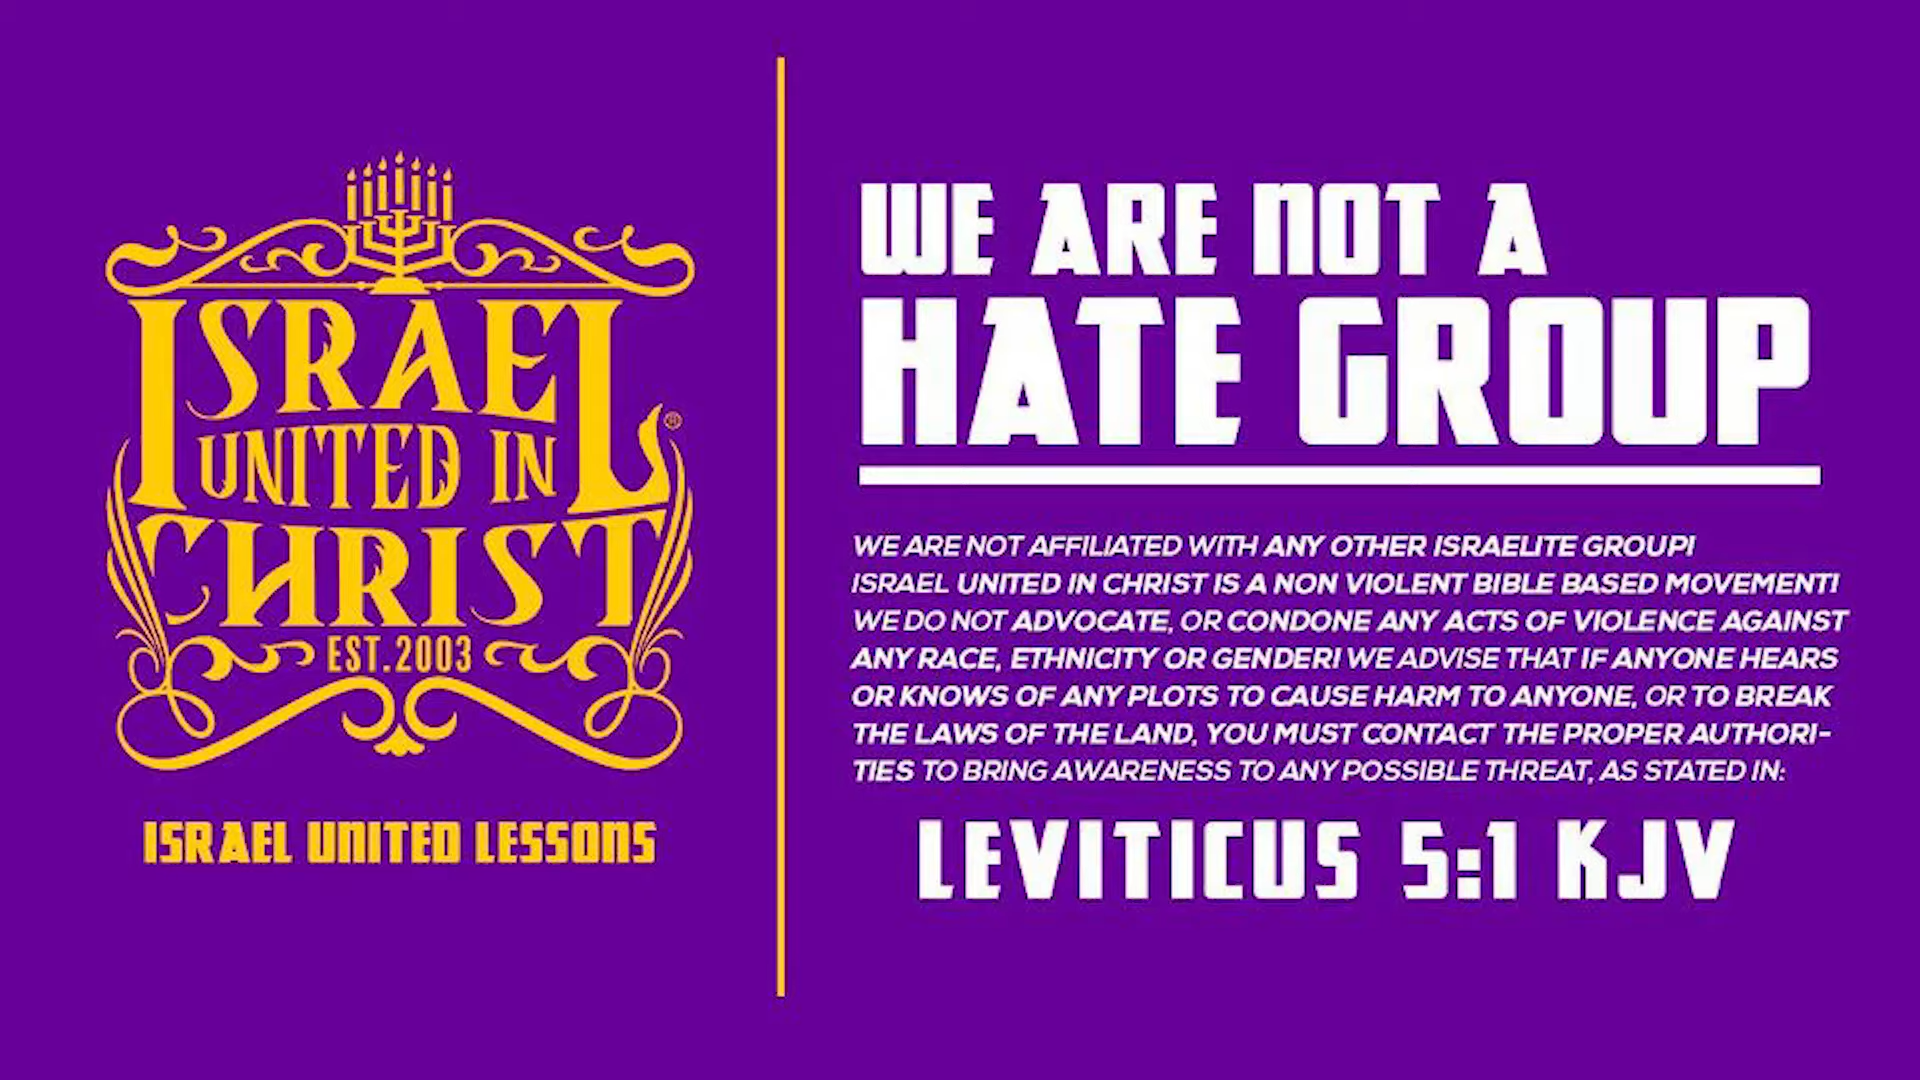 ISRAEL
UNITED IN
CHRIST
®
EST.2003
ISRAEL UNITED LESSONS
WE ARE NOT A
HATE GROUP
WE ARE NOT AFFILIATED WITH ANY OTHER ISRAELITE GROUP!
ISRAEL UNITED IN CHRIST IS A NON VIOLENT BIBLE BASED MOVEMENT!
WE DO NOT ADVOCATE, OR CONDONE ANY ACTS OF VIOLENCE AGAINST
ANY RACE, ETHNICITY OR GENDER! WE ADVISE THAT IF ANYONE HEARS
OR KNOWS OF ANY PLOTS TO CAUSE HARM TO ANYONE, OR TO BREAK
THE LAWS OF THE LAND, YOU MUST CONTACT THE PROPER AUTHORI-
TIES TO BRING AWARENESS TO ANY POSSIBLE THREAT, AS STATED IN:
LEVITICUS 5:1 KJV